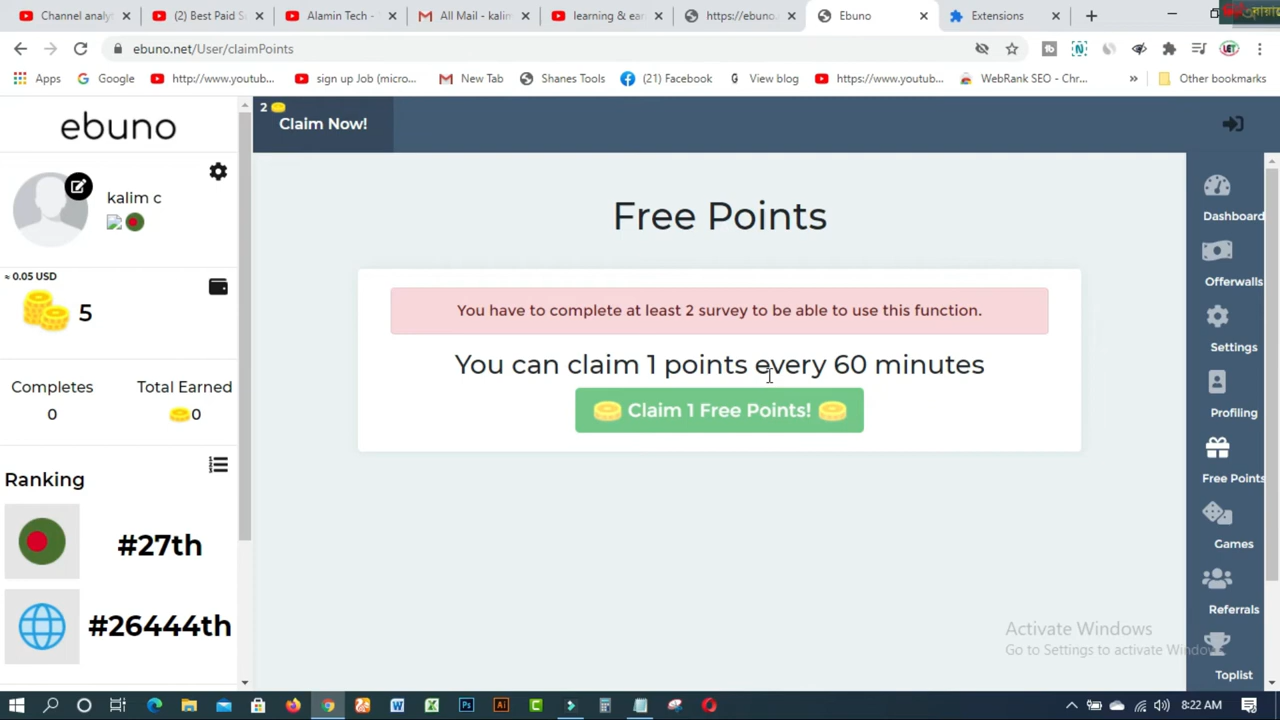 Channel analyt
(2) Best Paid Su
Alamin Tech -
All Mail - kalim
learning & ear
https://ebuno.
Ebuno
Extensions
ebuno.net/User/claimPoints
Apps
Google
http://www.youtub...
sign up Job (micro...
New Tab
Shanes Tools
(21) Facebook
View blog
https://www.youtub...
WebRank SEO - Chr...
Other bookmarks
ebuno
kalim c
≈ 0.05 USD
5
Completes
0
Total Earned
0
Ranking
#27th
#26444th
2
Claim Now!
Free Points
You have to complete at least 2 survey to be able to use this function.
You can claim 1 points every 60 minutes
Claim 1 Free Points!
Dashboard
Offerwalls
Settings
Profiling
Free Points
Games
Referrals
Toplist
Activate Windows
Go to Settings to activate Windows.
8:22 AM